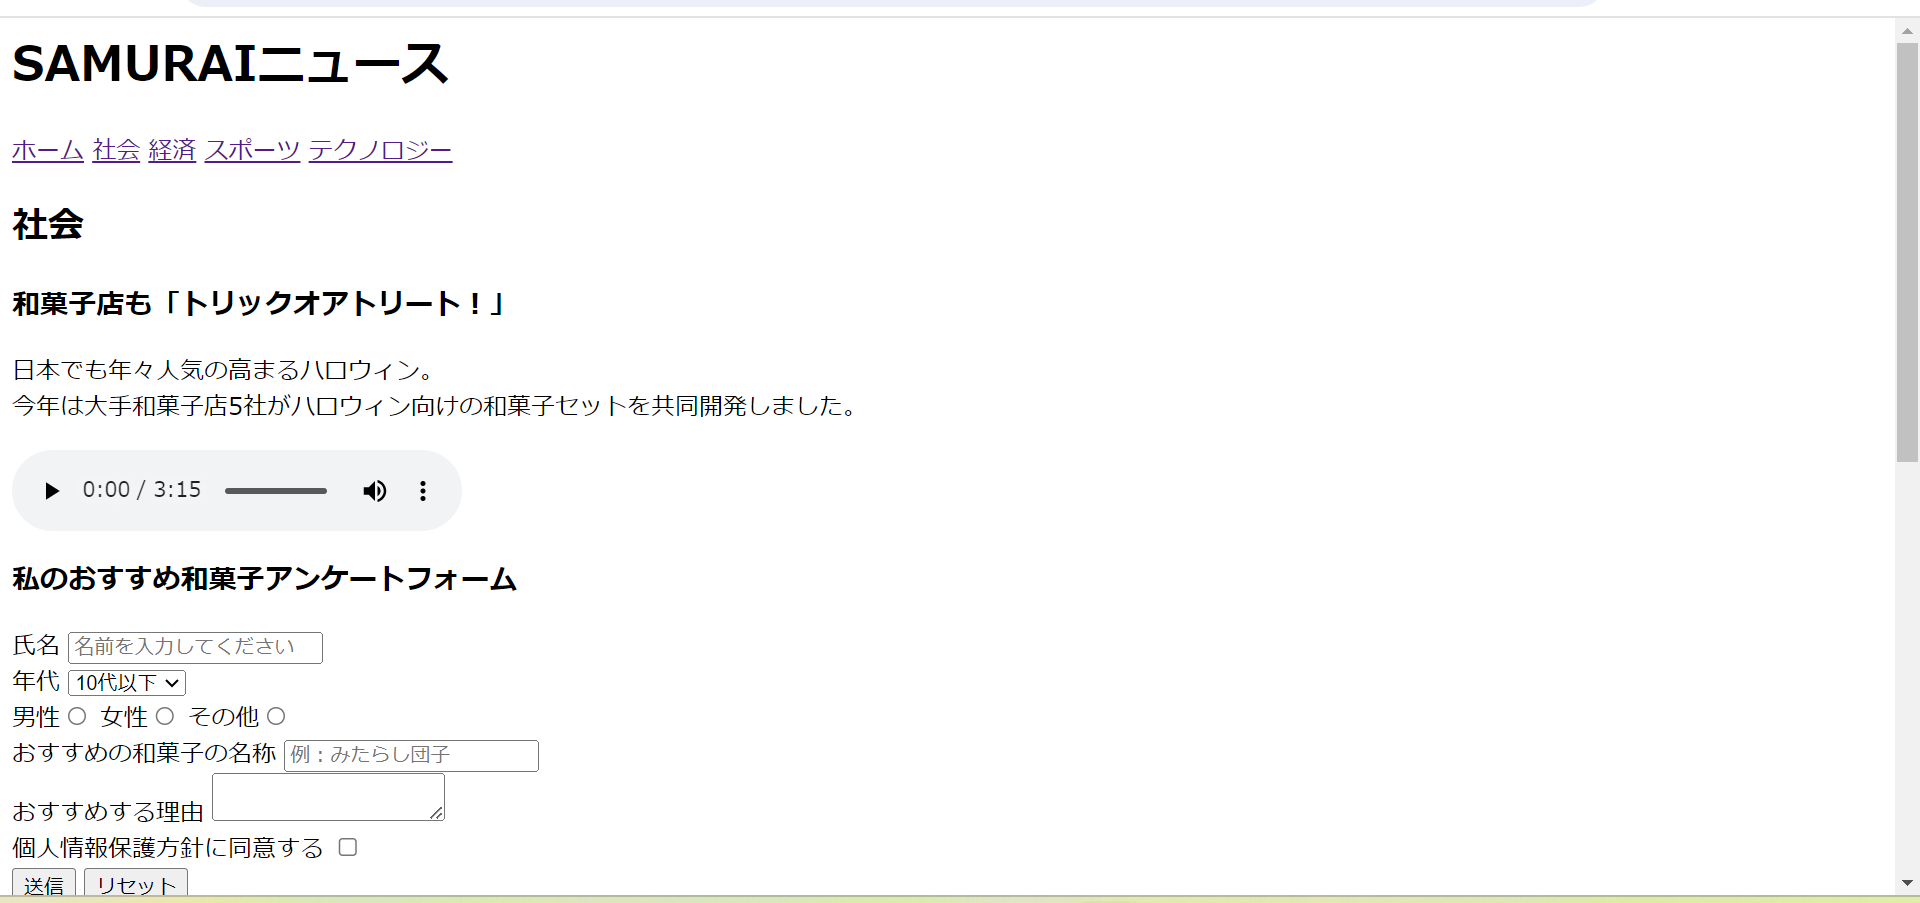 SAMURAIニュース
ホーム 社会 経済 スポーツ テクノロジー
社会
和菓子店も「トリックオアトリート！」
日本でも年々人気の高まるハロウィン。
今年は大手和菓子店5社がハロウィン向けの和菓子セットを共同開発しました。
0:00 / 3:15
私のおすすめ和菓子アンケートフォーム
氏名 名前を入力してください
年代 10代以下
男性 女性 その他
おすすめの和菓子の名称 例：みたらし団子
おすすめする理由
個人情報保護方針に同意する
送信 リセット